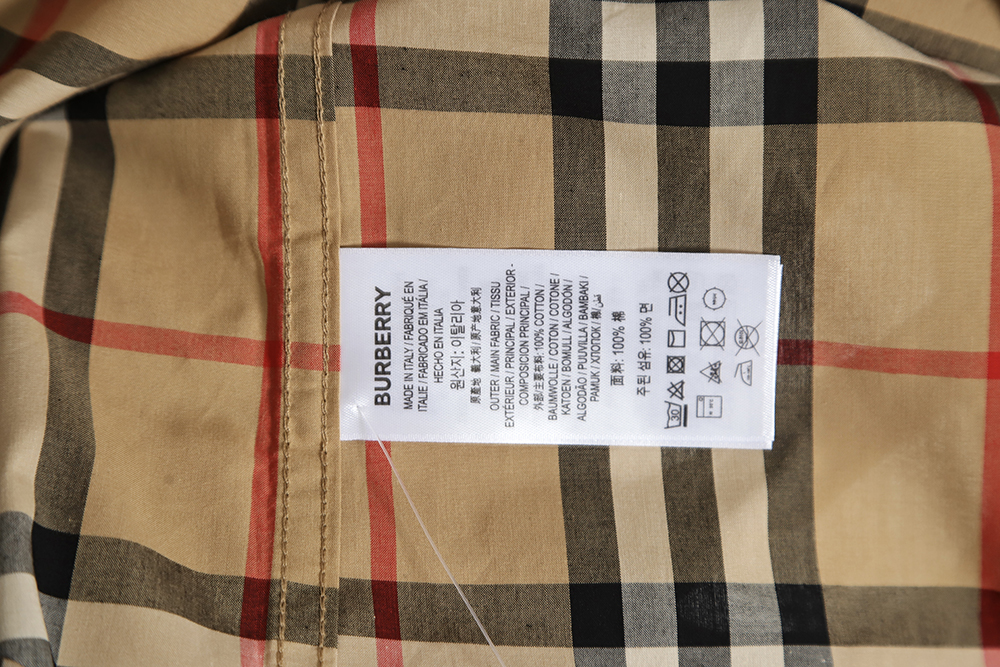 BURBERRY
MADE IN ITALY / FABRIQUÉ EN
ITALIE / FABRICADO EM ITÁLIA /
HECHO EN ITALIA
원산지: 이탈리아
原產地 義大利 / 原产地意大利
OUTER / MAIN FABRIC / TISSU
EXTÉRIEUR / PRINCIPAL / EXTERIOR -
COMPOSICION PRINCIPAL /
外部/主要布料: 100% COTTON /
BAUMWOLLE / COTON / COTONE /
KATOEN / BOMULL / ALGODÓN /
ALGODÃO / PUUVILLA / BAMBAKI /
PAMUK / ХЛОПОК / 棉 /
面料: 100% 棉
주된 섬유: 100% 면
30